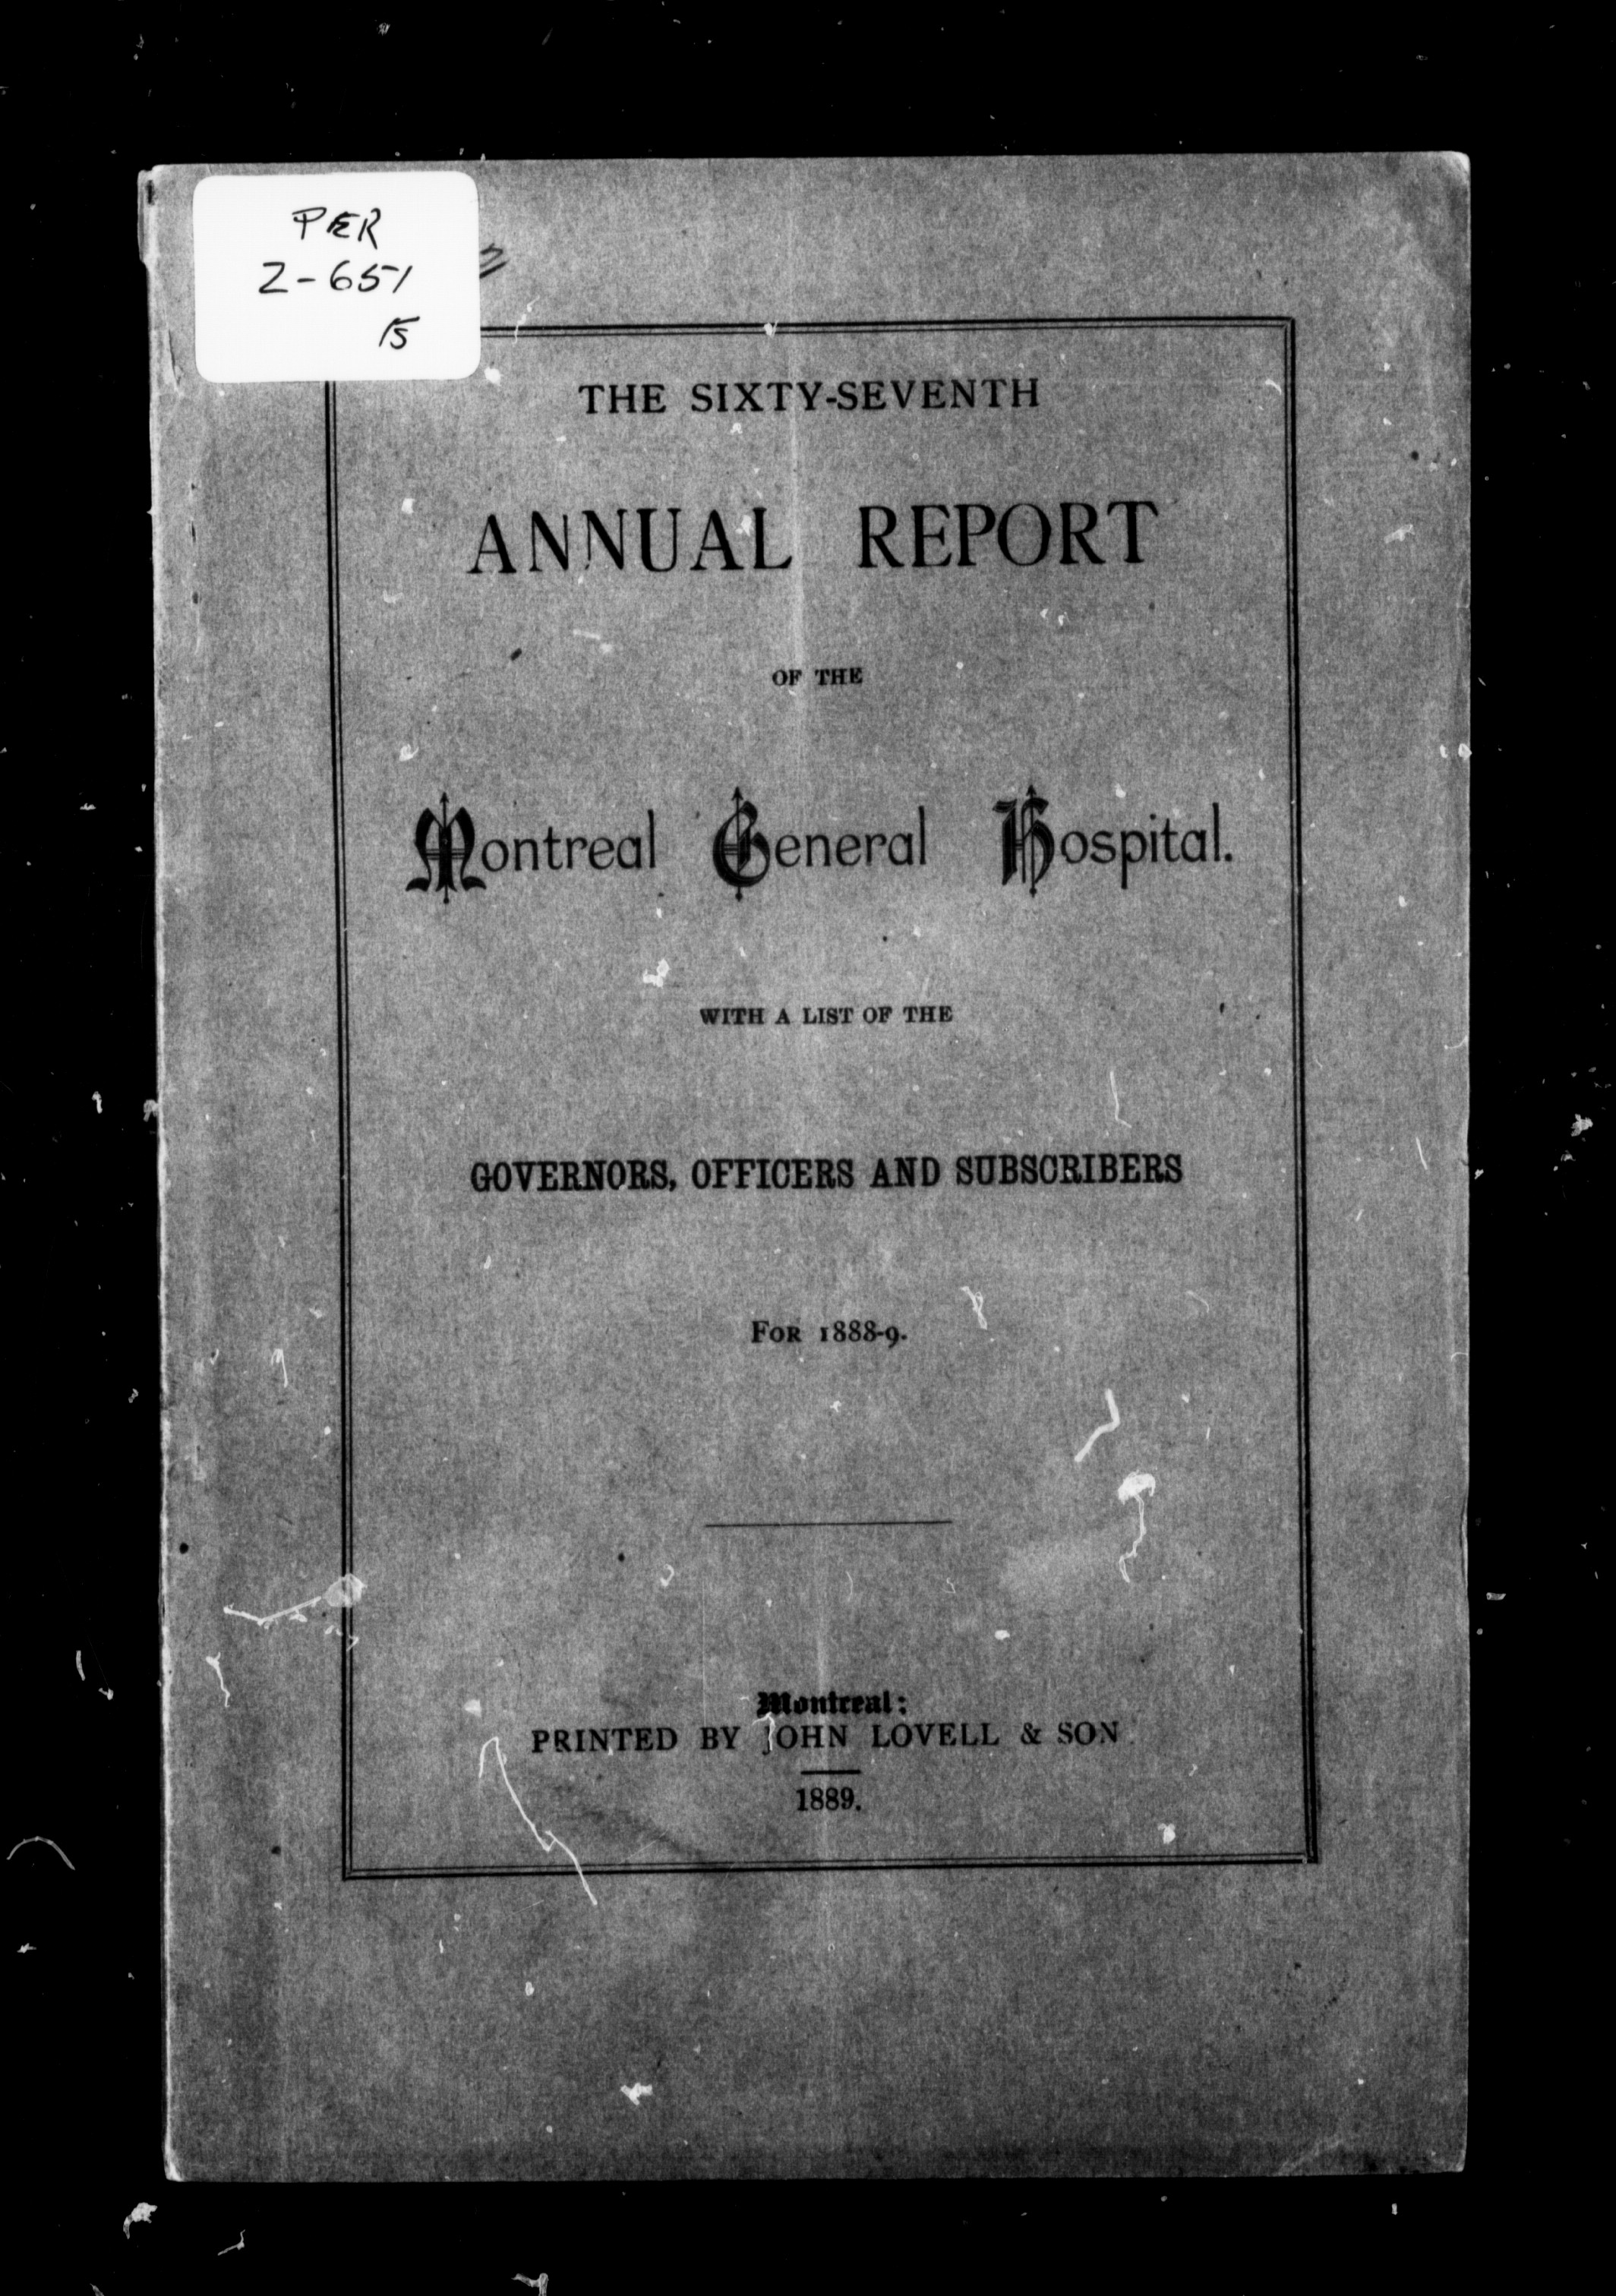 PER
Z-651
15
THE SIXTY-SEVENTH
ANNUAL REPORT
OF THE
Montreal General Hospital.
WITH A LIST OF THE
GOVERNORS, OFFICERS AND SUBSCRIBERS
FOR 1888-9.
Montreal:
PRINTED BY JOHN LOVELL & SON
1889.